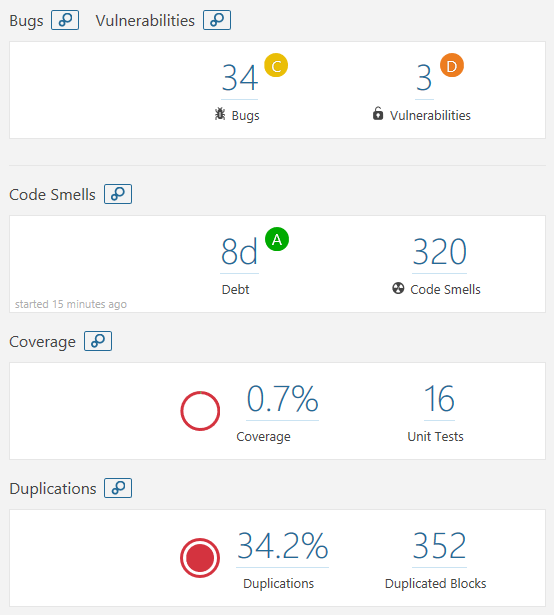 Bugs Vulnerabilities
34 C 3 D
Bugs Vulnerabilities
Code Smells
8d A 320
Debt Code Smells
started 15 minutes ago
Coverage
0.7% 16
Coverage Unit Tests
Duplications
34.2% 352
Duplications Duplicated Blocks